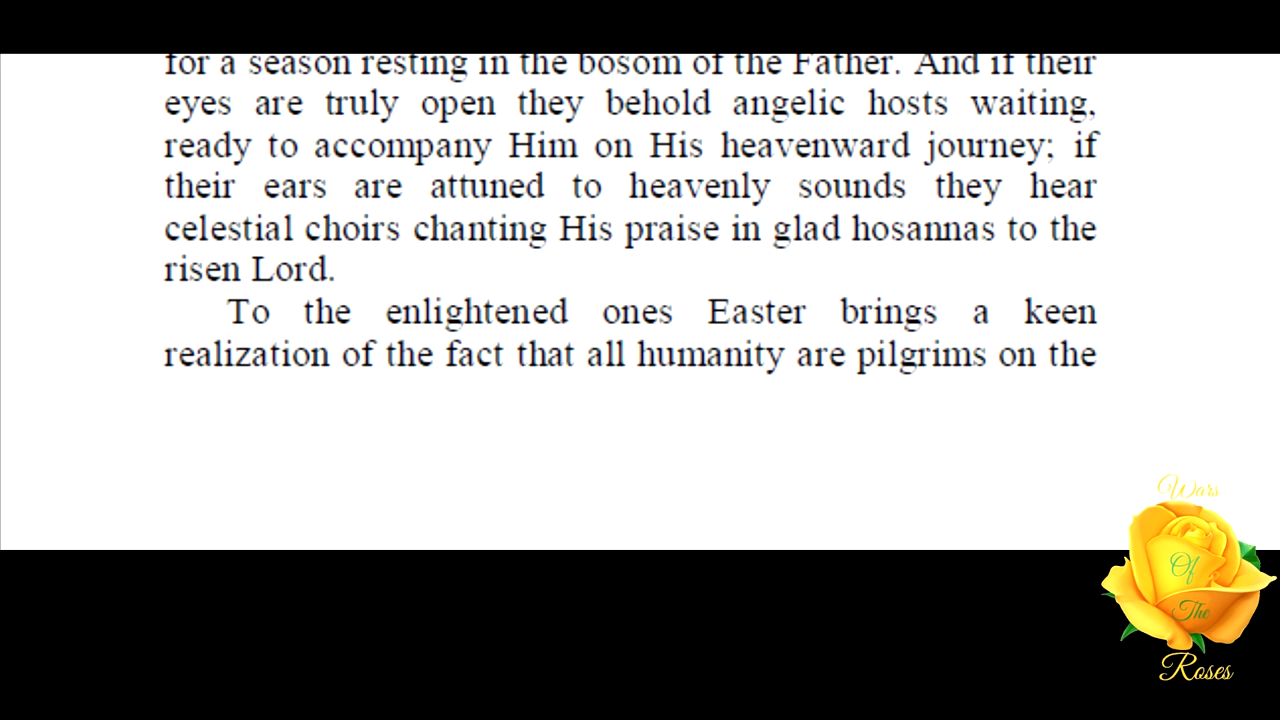 for a season resting in the bosom of the Father. And if their
eyes are truly open they behold angelic hosts waiting,
ready to accompany Him on His heavenward journey; if
their ears are attuned to heavenly sounds they hear
celestial choirs chanting His praise in glad hosannas to the
risen Lord.
To the enlightened ones Easter brings a keen
realization of the fact that all humanity are pilgrims on the
Wars
Of
The
Roses